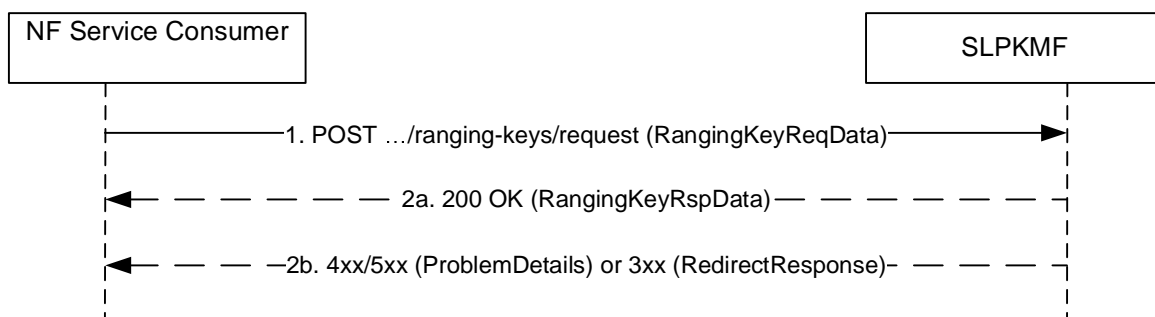 NF Service Consumer
SLPKMF
1. POST …/ranging-keys/request (RangingKeyReqData)
2a. 200 OK (RangingKeyRspData)
2b. 4xx/5xx (ProblemDetails) or 3xx (RedirectResponse)